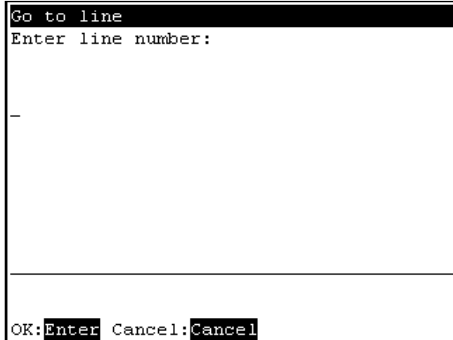 Go to line
Enter line number:
_
OK:Enter Cancel:Cancel